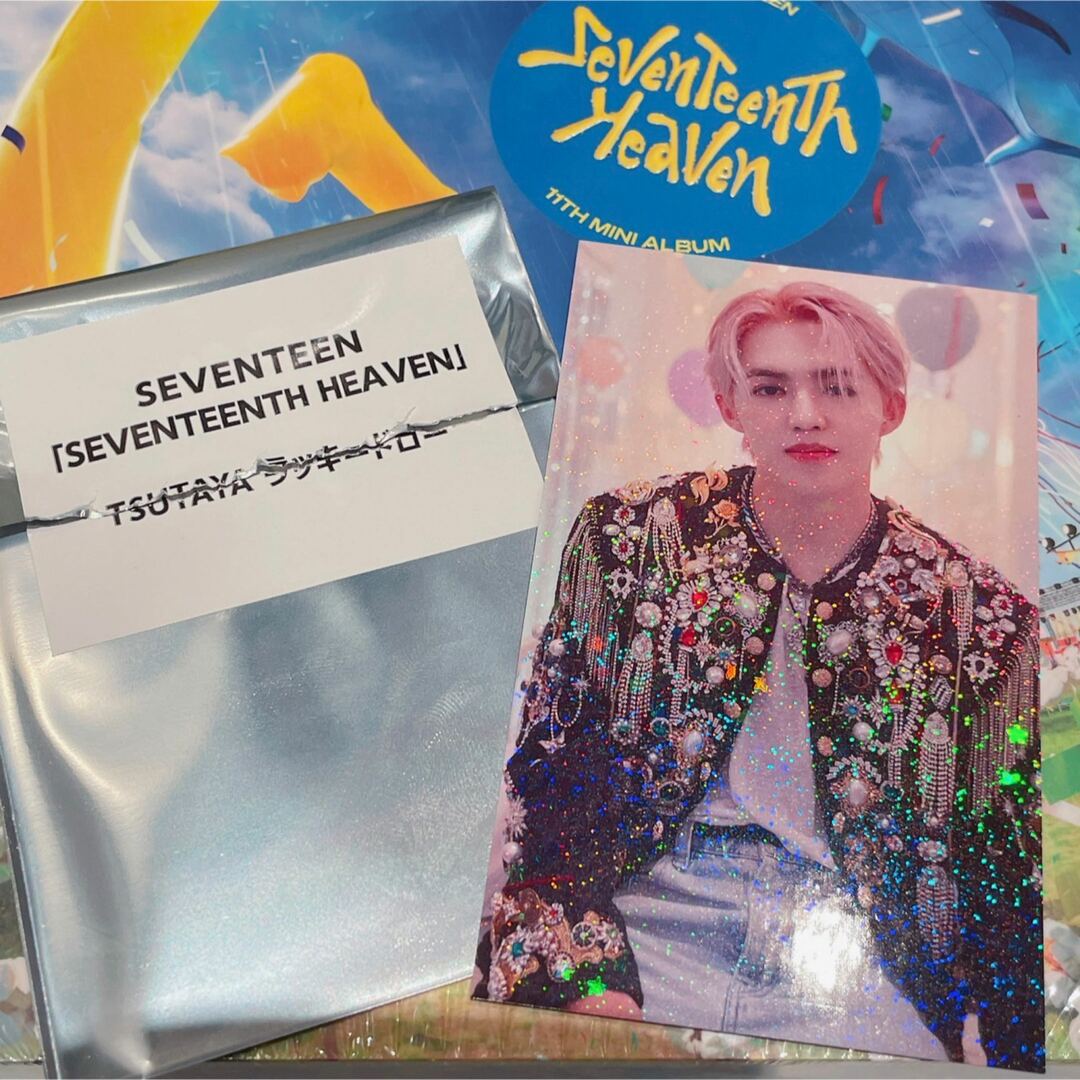 SevenTeenTh
Heaven
11TH MINI ALBUM
SEVENTEEN
「SEVENTEENTH HEAVEN」
TSUTAYA ラッキードロー